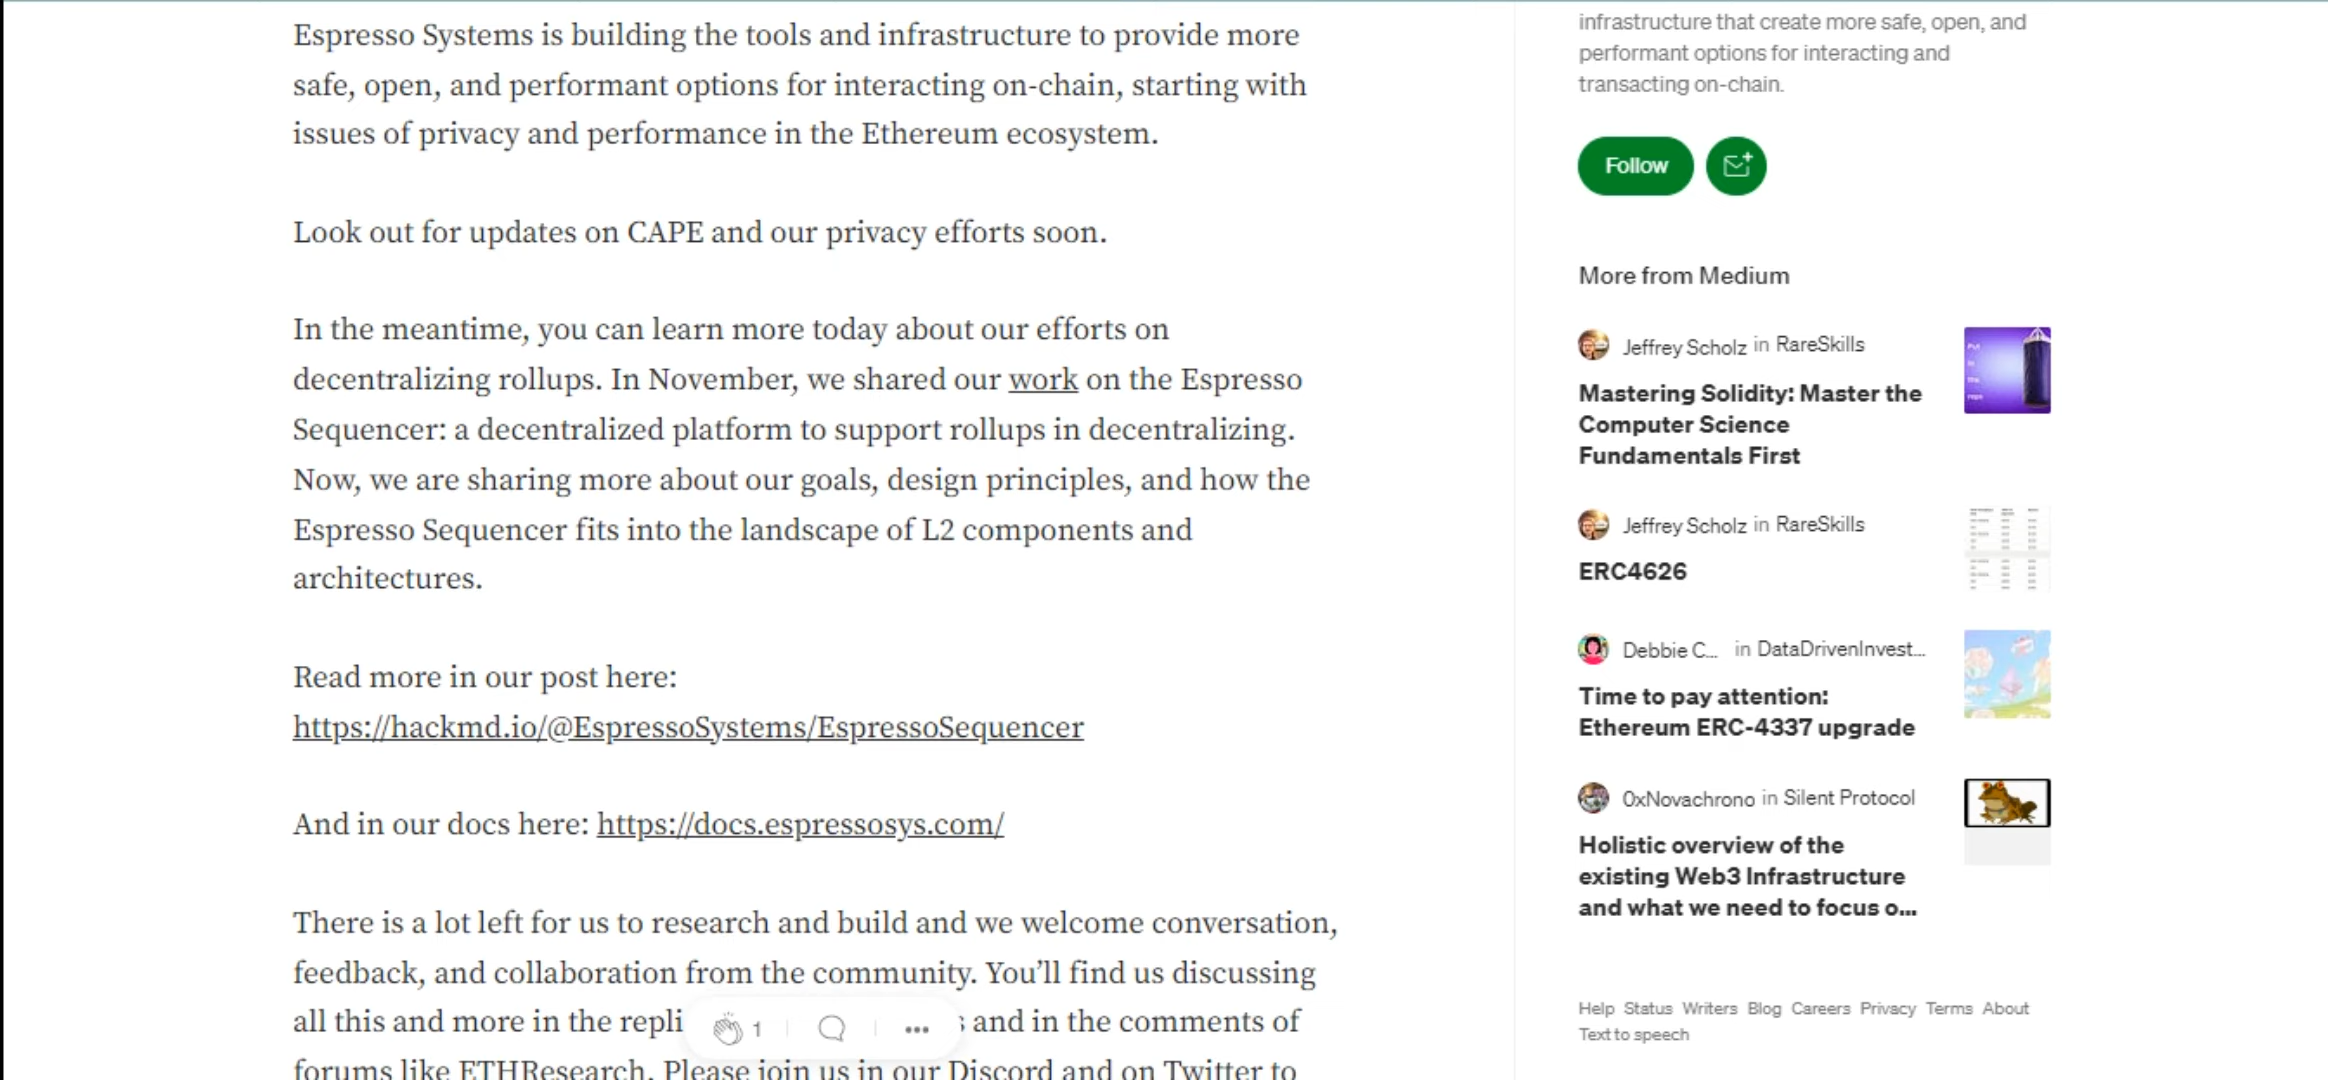 Espresso Systems is building the tools and infrastructure to provide more
safe, open, and performant options for interacting on-chain, starting with
issues of privacy and performance in the Ethereum ecosystem.
Look out for updates on CAPE and our privacy efforts soon.
In the meantime, you can learn more today about our efforts on
decentralizing rollups. In November, we shared our work on the Espresso
Sequencer: a decentralized platform to support rollups in decentralizing.
Now, we are sharing more about our goals, design principles, and how the
Espresso Sequencer fits into the landscape of L2 components and
architectures.
Read more in our post here:
https://hackmd.io/@EspressoSystems/EspressoSequencer
And in our docs here: https://docs.espressosys.com/
There is a lot left for us to research and build and we welcome conversation,
feedback, and collaboration from the community. You’ll find us discussing
all this and more in the repli and in the comments of
forums like ETHResearch. Please join us in our Discord and on Twitter to
1
infrastructure that create more safe, open, and
performant options for interacting and
transacting on-chain.
Follow
More from Medium
Jeffrey Scholz in RareSkills
Mastering Solidity: Master the
Computer Science
Fundamentals First
Jeffrey Scholz in RareSkills
ERC4626
Debbie C... in DataDrivenInvest...
Time to pay attention:
Ethereum ERC-4337 upgrade
0xNovachrono in Silent Protocol
Holistic overview of the
existing Web3 Infrastructure
and what we need to focus o...
Help Status Writers Blog Careers Privacy Terms About
Text to speech